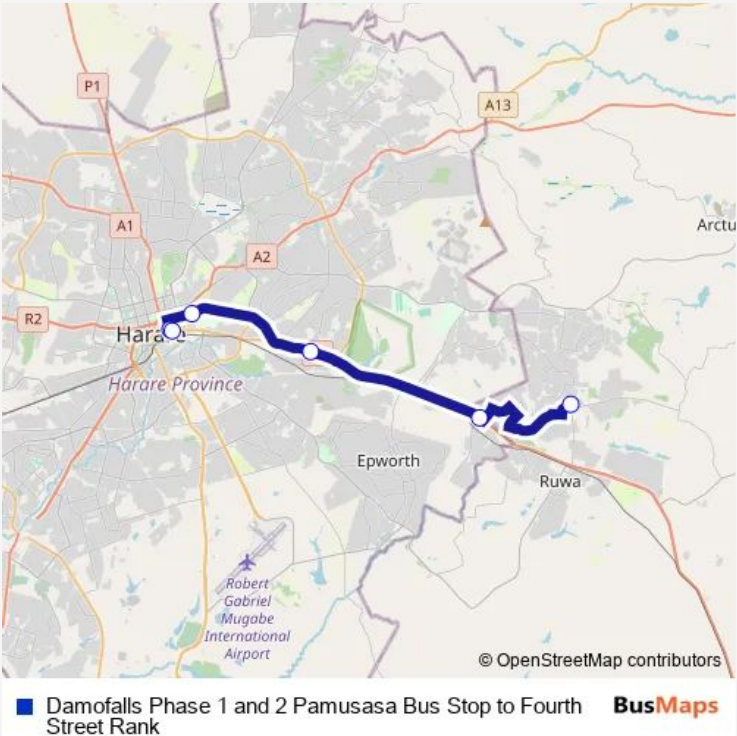 P1
A13
A1
Arctu
A2
R2
Harare
Harare Province
Epworth
Ruwa
Robert
Gabriel
Mugabe
International
Airport
© OpenStreetMap contributors
Damofalls Phase 1 and 2 Pamusasa Bus Stop to Fourth
Street Rank
BusMaps